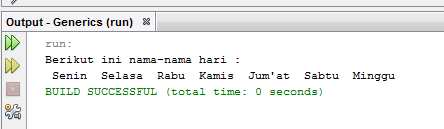 Output - Generics (run)
run:
Berikut ini nama-nama hari :
Senin Selasa Rabu Kamis Jum'at Sabtu Minggu
BUILD SUCCESSFUL (total time: 0 seconds)